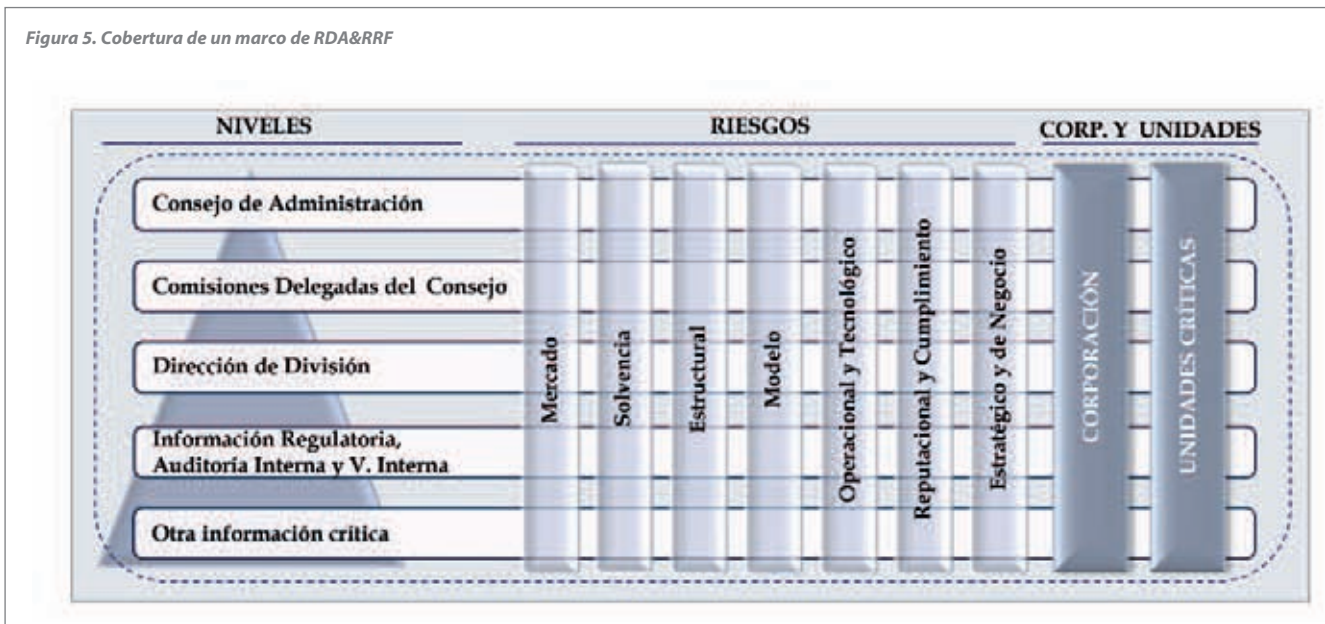 Figura 5. Cobertura de un marco de RDA&RRF
NIVELES
RIESGOS
CORP. Y UNIDADES
Consejo de Administración
Comisiones Delegadas del Consejo
Dirección de División
Información Regulatoria,
Auditoría Interna y V. Interna
Otra información crítica
Mercado
Solvencia
Estructural
Modelo
Operacional y Tecnológico
Reputacional y Cumplimiento
Estratégico y de Negocio
CORPORACIÓN
UNIDADES CRÍTICAS